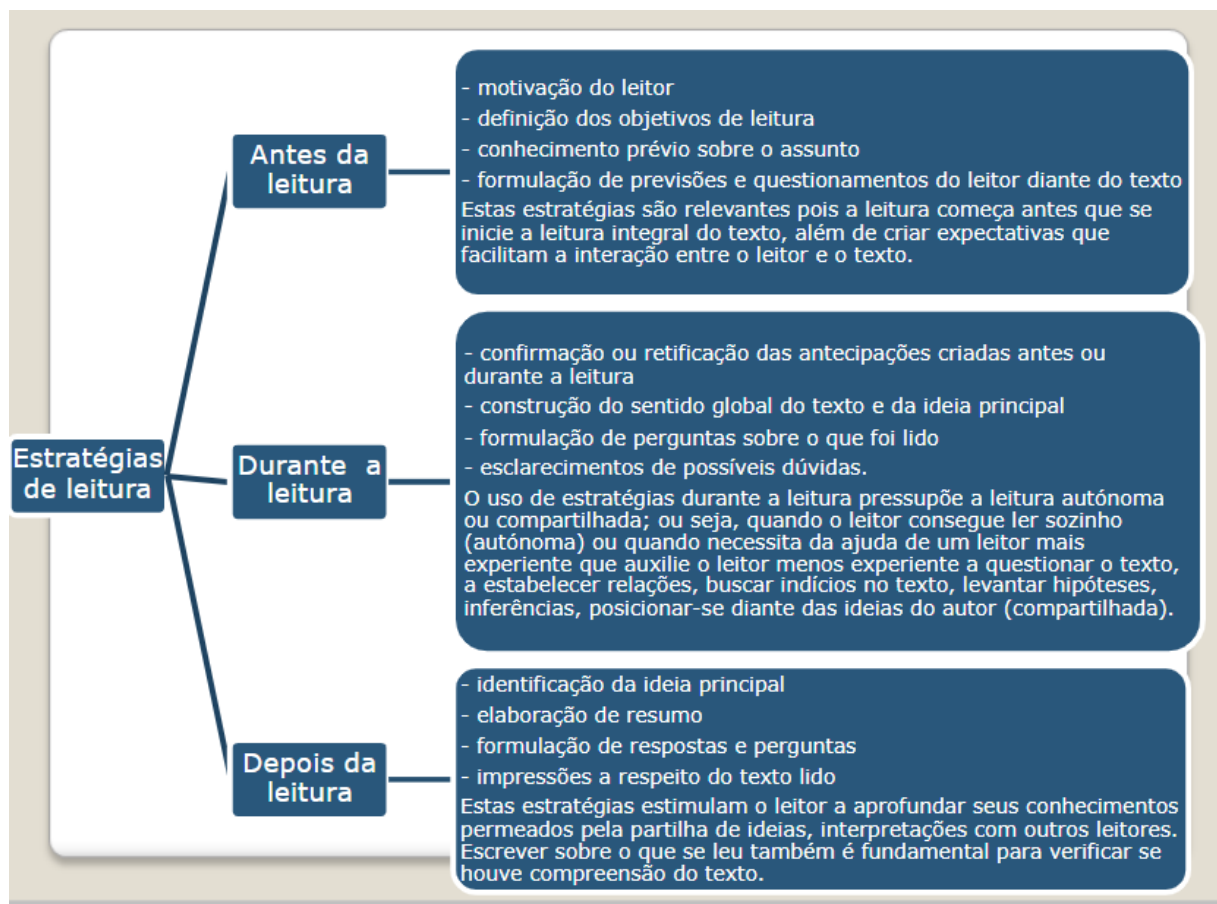 Estratégias
de leitura
Antes da
leitura
- motivação do leitor
- definição dos objetivos de leitura
- conhecimento prévio sobre o assunto
- formulação de previsões e questionamentos do leitor diante do texto
Estas estratégias são relevantes pois a leitura começa antes que se
inicie a leitura integral do texto, além de criar expectativas que
facilitam a interação entre o leitor e o texto.
Durante a
leitura
- confirmação ou retificação das antecipações criadas antes ou
durante a leitura
- construção do sentido global do texto e da ideia principal
- formulação de perguntas sobre o que foi lido
- esclarecimentos de possíveis dúvidas.
O uso de estratégias durante a leitura pressupõe a leitura autónoma
ou compartilhada; ou seja, quando o leitor consegue ler sozinho
(autónoma) ou quando necessita da ajuda de um leitor mais
experiente que auxilie o leitor menos experiente a questionar o texto,
a estabelecer relações, buscar indícios no texto, levantar hipóteses,
inferências, posicionar-se diante das ideias do autor (compartilhada).
Depois da
leitura
- identificação da ideia principal
- elaboração de resumo
- formulação de respostas e perguntas
- impressões a respeito do texto lido
Estas estratégias estimulam o leitor a aprofundar seus conhecimentos
permeados pela partilha de ideias, interpretações com outros leitores.
Escrever sobre o que se leu também é fundamental para verificar se
houve compreensão do texto.